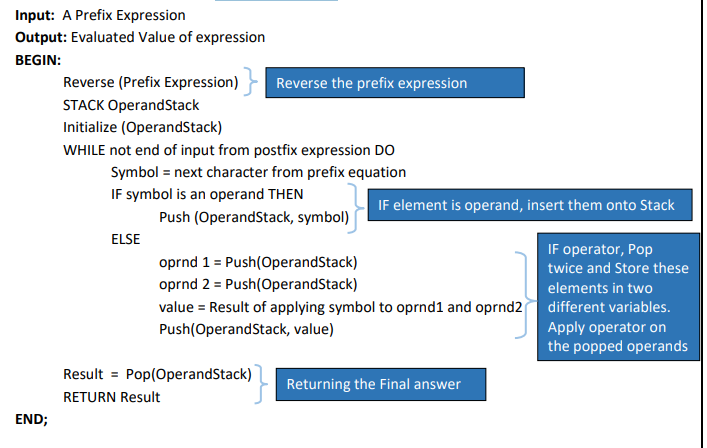 Input: A Prefix Expression
Output: Evaluated Value of expression
BEGIN:
Reverse (Prefix Expression)
Reverse the prefix expression
STACK OperandStack
Initialize (OperandStack)
WHILE not end of input from postfix expression DO
Symbol = next character from prefix equation
IF symbol is an operand THEN
Push (OperandStack, symbol)
IF element is operand, insert them onto Stack
ELSE
oprnd 1 = Push(OperandStack)
oprnd 2 = Push(OperandStack)
value = Result of applying symbol to oprnd1 and oprnd2
Push(OperandStack, value)
IF operator, Pop
twice and Store these
elements in two
different variables.
Apply operator on
the popped operands
Result = Pop(OperandStack)
RETURN Result
Returning the Final answer
END;